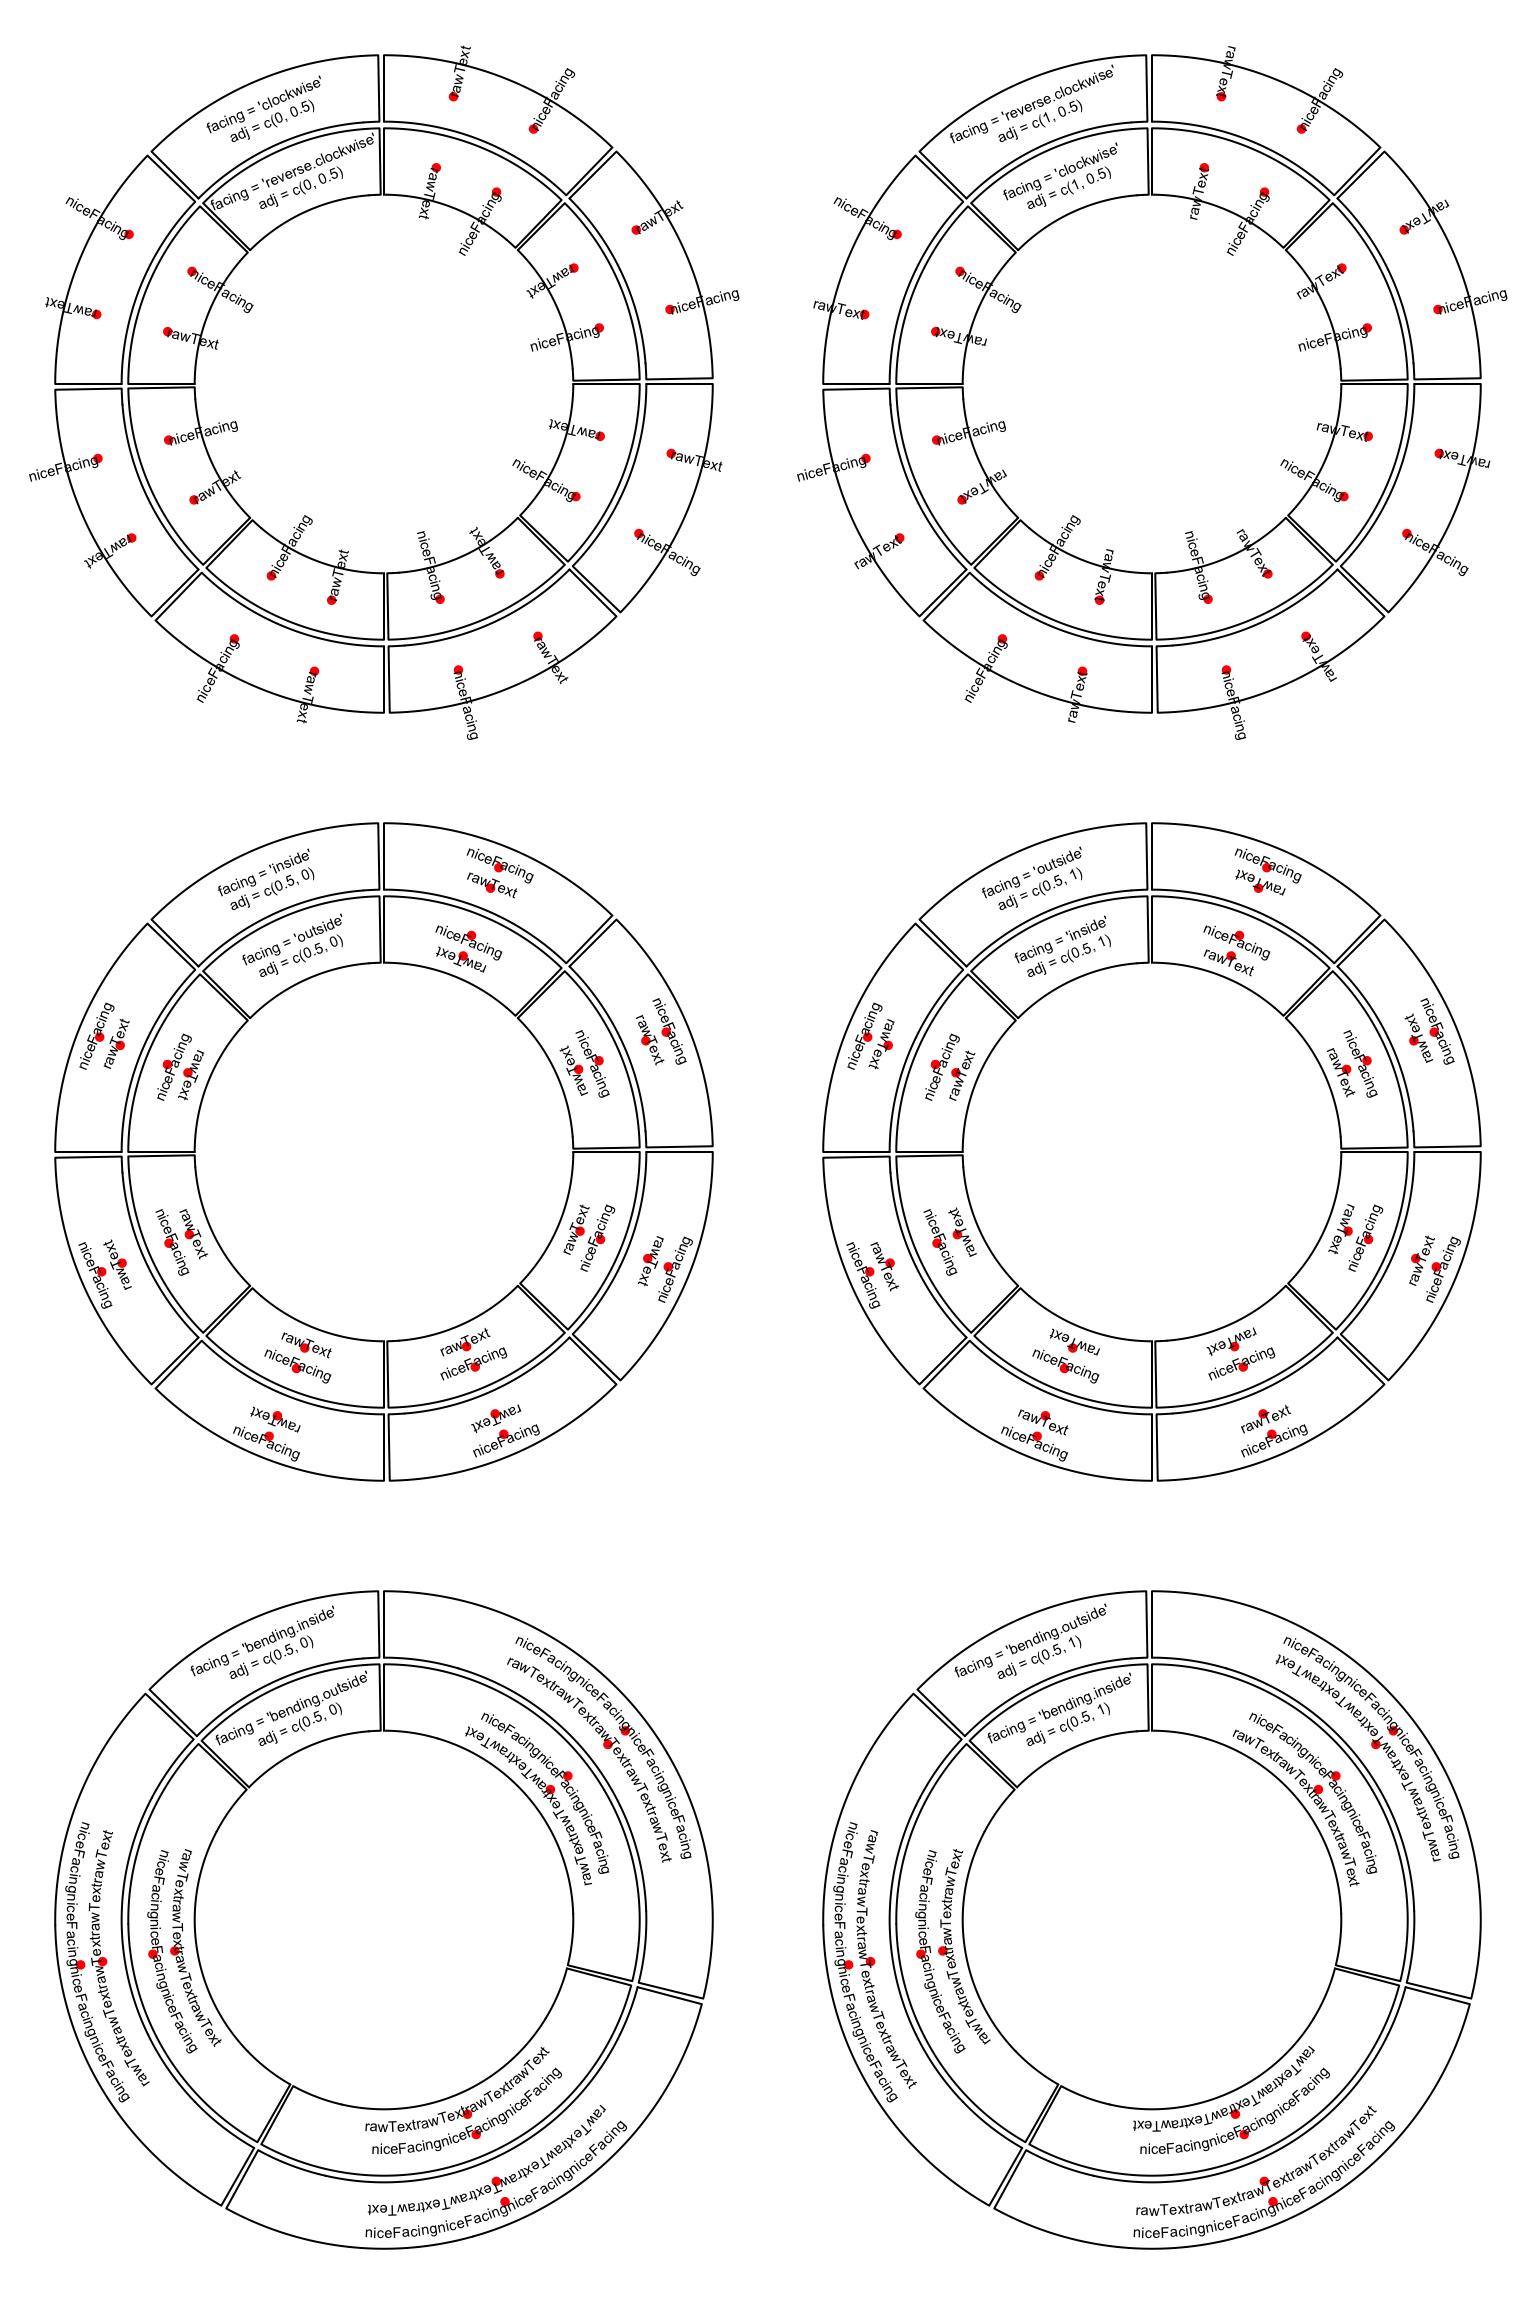 facing = 'clockwise'
adj = c(0, 0.5)
facing = 'reverse.clockwise'
adj = c(0, 0.5)
rawText
niceFacing
rawText
niceFacing
rawText
niceFacing
rawText
niceFacing
rawText
niceFacing
rawText
niceFacing
rawText
niceFacing
rawText
niceFacing
rawText
niceFacing
rawText
niceFacing
rawText
niceFacing
rawText
niceFacing
rawText
niceFacing
rawText
niceFacing
facing = 'reverse.clockwise'
adj = c(1, 0.5)
facing = 'clockwise'
adj = c(1, 0.5)
rawText
niceFacing
rawText
niceFacing
rawText
niceFacing
rawText
niceFacing
rawText
niceFacing
rawText
niceFacing
rawText
niceFacing
rawText
niceFacing
rawText
niceFacing
rawText
niceFacing
rawText
niceFacing
rawText
niceFacing
rawText
niceFacing
rawText
niceFacing
facing = 'inside'
adj = c(0.5, 0)
facing = 'outside'
adj = c(0.5, 0)
niceFacing
rawText
niceFacing
rawText
niceFacing
rawText
niceFacing
rawText
niceFacing
rawText
niceFacing
rawText
niceFacing
rawText
niceFacing
rawText
niceFacing
rawText
niceFacing
rawText
niceFacing
rawText
niceFacing
rawText
niceFacing
rawText
niceFacing
rawText
facing = 'outside'
adj = c(0.5, 1)
facing = 'inside'
adj = c(0.5, 1)
niceFacing
rawText
niceFacing
rawText
niceFacing
rawText
niceFacing
rawText
niceFacing
rawText
niceFacing
rawText
niceFacing
rawText
niceFacing
rawText
niceFacing
rawText
niceFacing
rawText
niceFacing
rawText
niceFacing
rawText
niceFacing
rawText
niceFacing
rawText
facing = 'bending.inside'
adj = c(0.5, 0)
facing = 'bending.outside'
adj = c(0.5, 0)
niceFacingniceFacingniceFacingniceFacing
rawTextrawTextrawTextrawTextrawText
niceFacingniceFacingniceFacing
rawTextrawTextrawTextrawText
niceFacingniceFacingniceFacingniceFacing
rawTextrawTextrawTextrawTextrawText
niceFacingniceFacingniceFacing
rawTextrawTextrawTextrawText
rawTextrawTextrawTextrawText
niceFacingniceFacingniceFacing
rawTextrawTextrawTextrawTextrawText
niceFacingniceFacingniceFacingniceFacing
facing = 'bending.outside'
adj = c(0.5, 1)
facing = 'bending.inside'
adj = c(0.5, 1)
niceFacingniceFacingniceFacingniceFacing
rawTextrawTextrawTextrawTextrawText
niceFacingniceFacingniceFacing
rawTextrawTextrawTextrawText
niceFacingniceFacingniceFacingniceFacing
rawTextrawTextrawTextrawTextrawText
niceFacingniceFacingniceFacing
rawTextrawTextrawTextrawText
rawTextrawTextrawTextrawText
niceFacingniceFacingniceFacing
rawTextrawTextrawTextrawTextrawText
niceFacingniceFacingniceFacingniceFacing